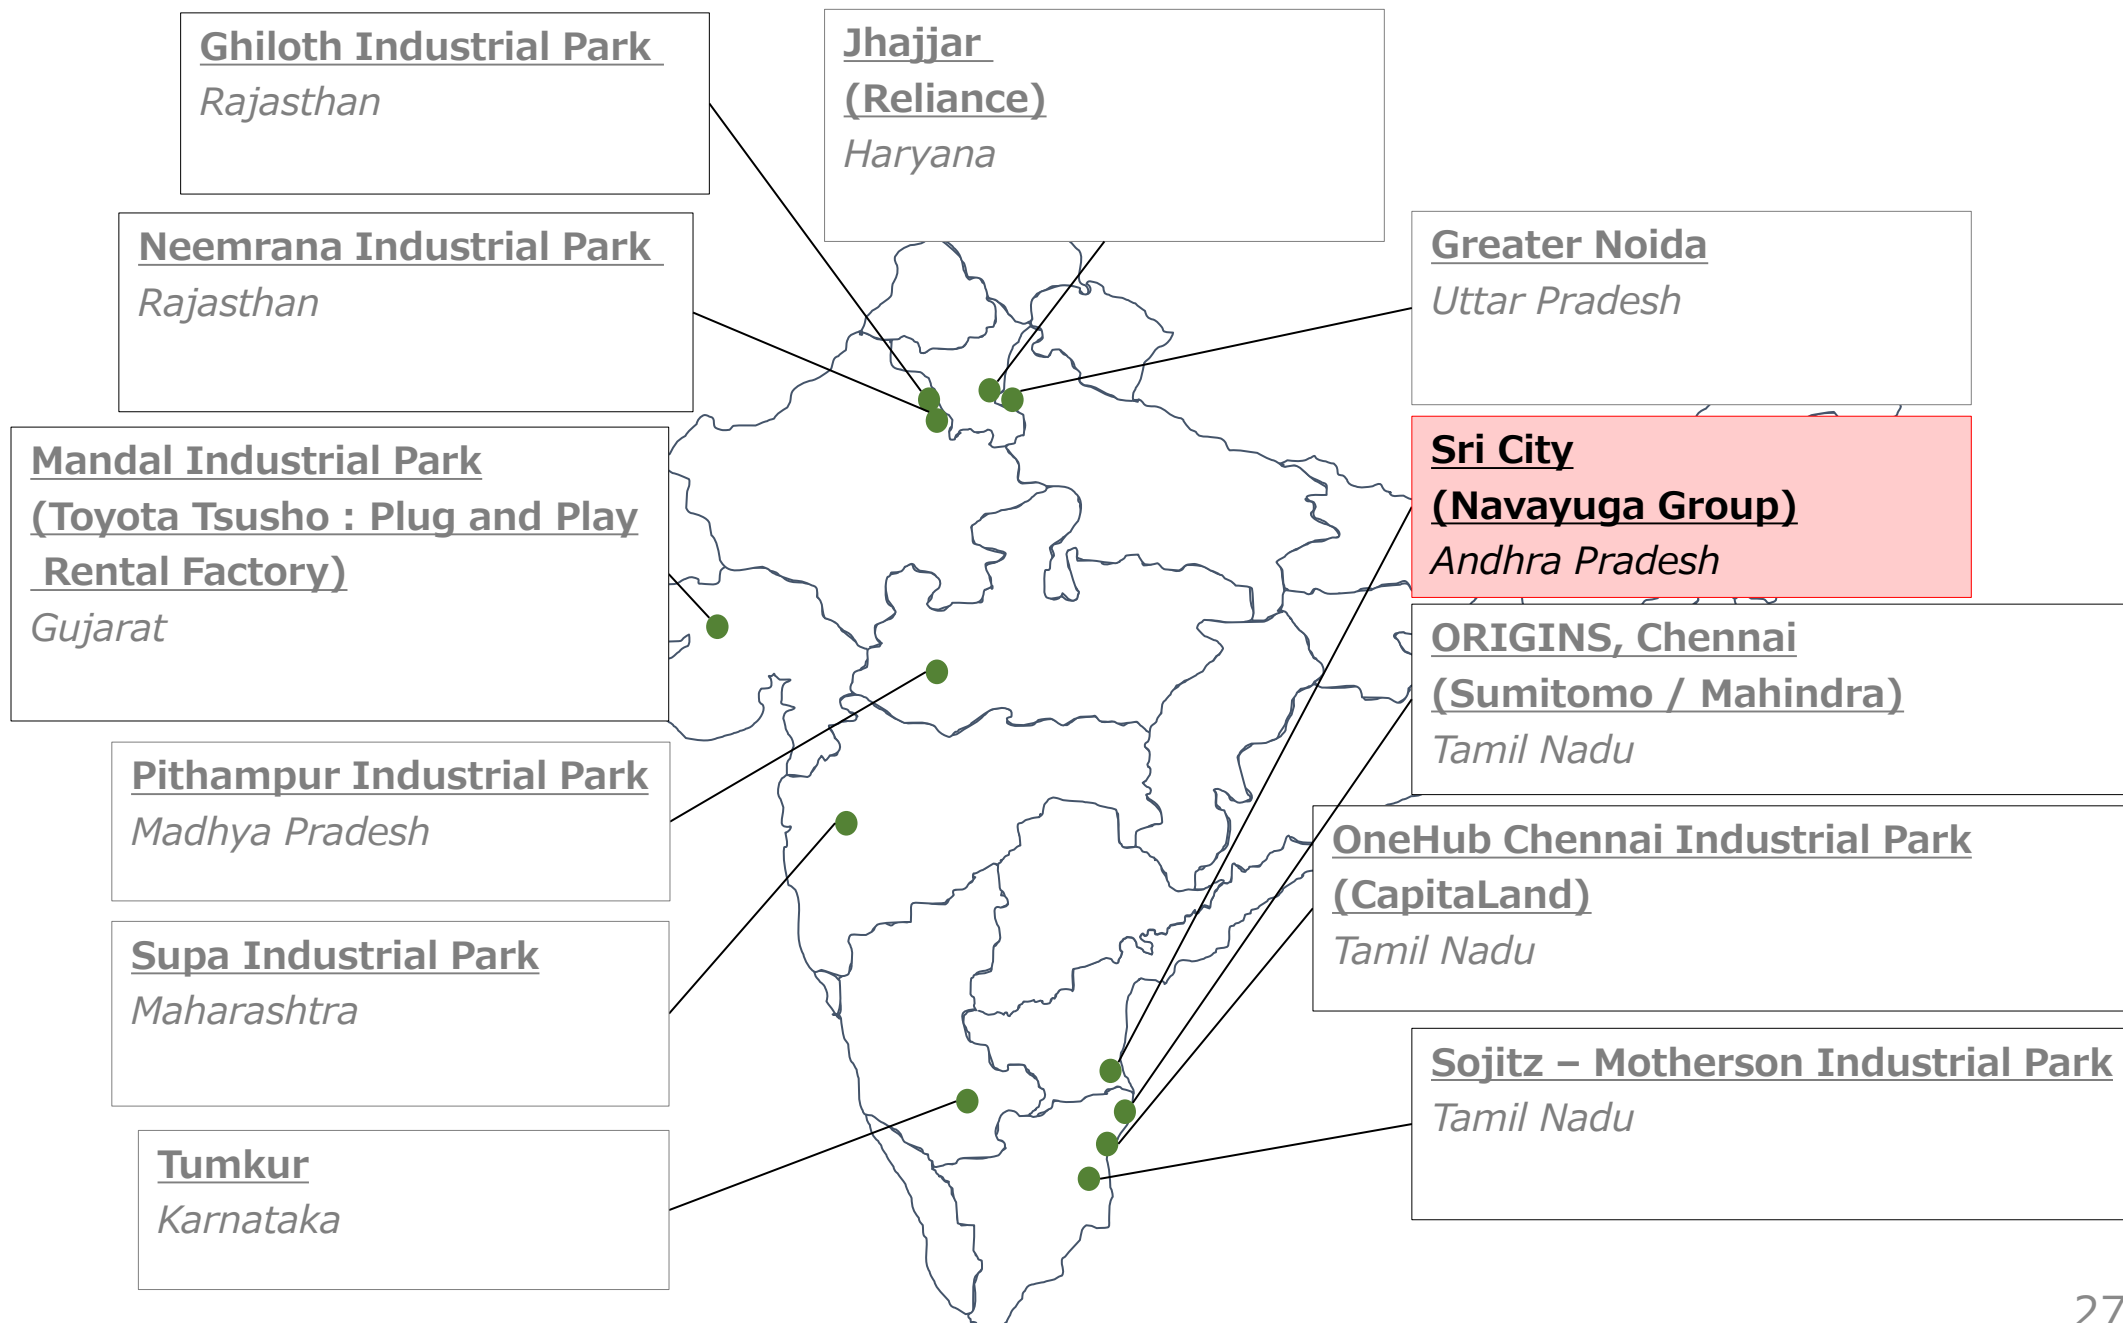 Ghiloth Industrial Park
Rajasthan
Jhajjar
(Reliance)
Haryana
Neemrana Industrial Park
Rajasthan
Greater Noida
Uttar Pradesh
Mandal Industrial Park
(Toyota Tsusho : Plug and Play
Rental Factory)
Gujarat
Sri City
(Navayuga Group)
Andhra Pradesh
ORIGINS, Chennai
(Sumitomo / Mahindra)
Tamil Nadu
Pithampur Industrial Park
Madhya Pradesh
OneHub Chennai Industrial Park
(CapitaLand)
Tamil Nadu
Supa Industrial Park
Maharashtra
Sojitz – Motherson Industrial Park
Tamil Nadu
Tumkur
Karnataka
27